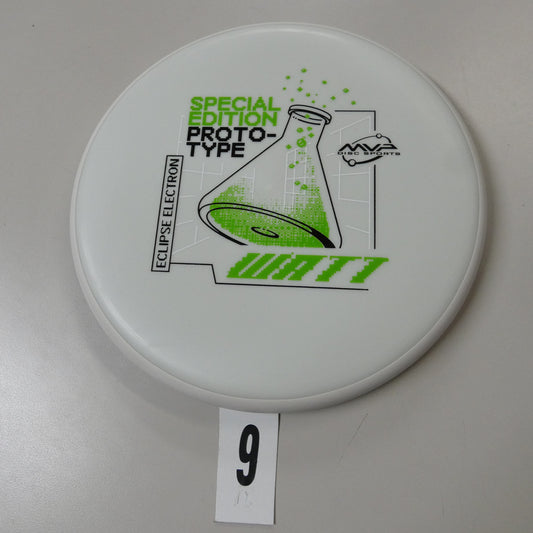 SPECIAL
EDITION
PROTO-
TYPE
MVP
DISC SPORTS
ECLIPSE ELECTRON
WATT
9